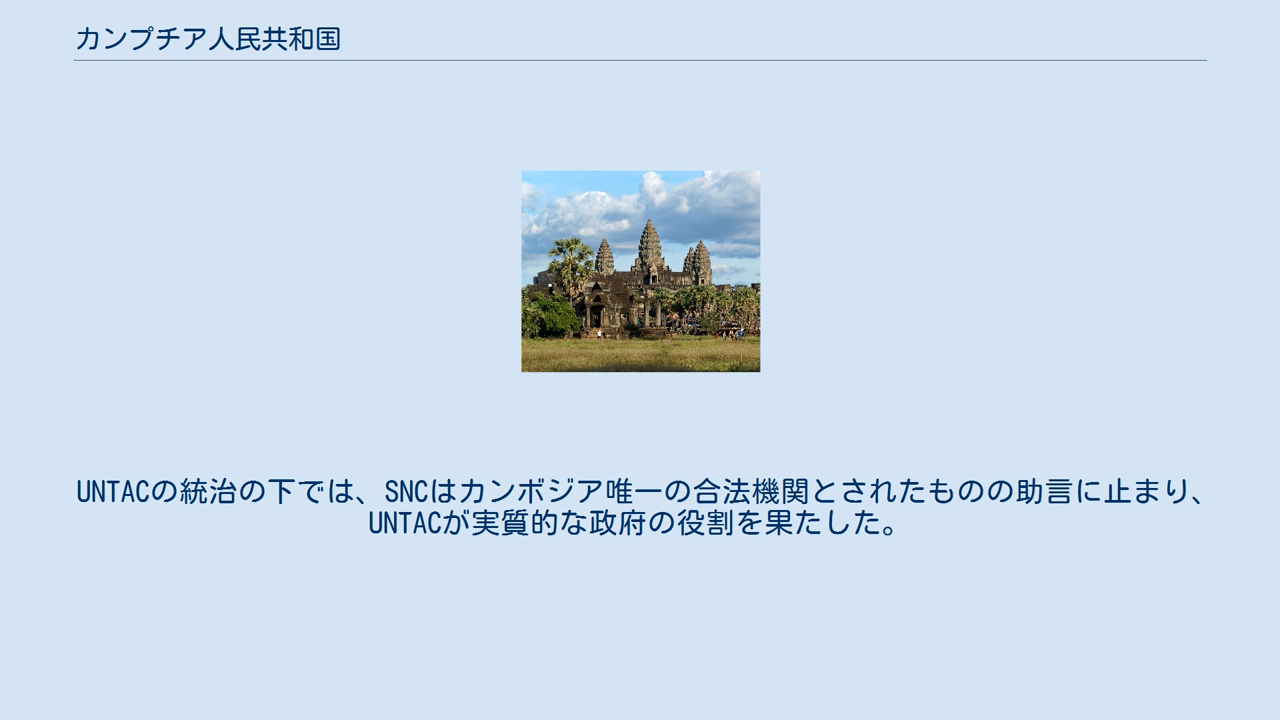 カンプチア人民共和国
UNTACの統治の下では、SNCはカンボジア唯一の合法機関とされたものの助言に止まり、
UNTACが実質的な政府の役割を果たした。